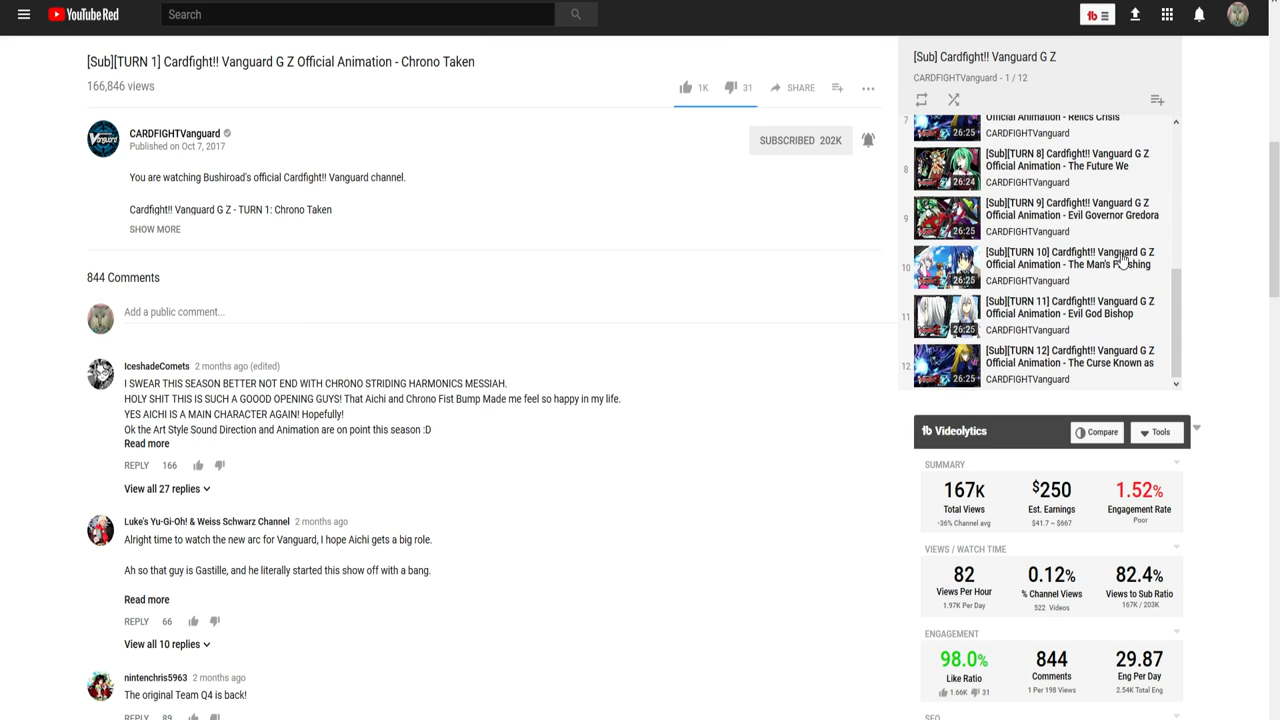 YouTube Red
Search
[Sub][TURN 1] Cardfight!! Vanguard G Z Official Animation - Chrono Taken
166,846 views
1K
31
SHARE
CARDFIGHTVanguard
Published on Oct 7, 2017
SUBSCRIBED 202K
You are watching Bushiroad's official Cardfight!! Vanguard channel.
Cardfight!! Vanguard G Z - TURN 1: Chrono Taken
SHOW MORE
844 Comments
Add a public comment...
IceshadeComets 2 months ago (edited)
I SWEAR THIS SEASON BETTER NOT END WITH CHRONO STRIDING HARMONICS MESSIAH.
HOLY SHIT THIS IS SUCH A GOOOD OPENING GUYS! That Aichi and Chrono Fist Bump Made me feel so happy in my life.
YES AICHI IS A MAIN CHARACTER AGAIN! Hopefully!
Ok the Art Style Sound Direction and Animation are on point this season :D
Read more
REPLY 166
View all 27 replies
Luke's Yu-Gi-Oh! & Weiss Schwarz Channel 2 months ago
Alright time to watch the new arc for Vanguard, I hope Aichi gets a big role.
Ah so that guy is Gastille, and he literally started this show off with a bang.
Read more
REPLY 66
View all 10 replies
nintenchris5963 2 months ago
The original Team Q4 is back!
REPLY 89
[Sub] Cardfight!! Vanguard G Z
CARDFIGHTVanguard - 1 / 12
7
Official Animation - Relics Crisis
26:25
CARDFIGHTVanguard
8
[Sub][TURN 8] Cardfight!! Vanguard G Z
Official Animation - The Future We
26:24
CARDFIGHTVanguard
9
[Sub][TURN 9] Cardfight!! Vanguard G Z
Official Animation - Evil Governor Gredora
26:25
CARDFIGHTVanguard
10
[Sub][TURN 10] Cardfight!! Vanguard G Z
Official Animation - The Man's
26:25
CARDFIGHTVanguard
11
[Sub][TURN 11] Cardfight!! Vanguard G Z
Official Animation - Evil God Bishop
26:25
CARDFIGHTVanguard
12
[Sub][TURN 12] Cardfight!! Vanguard G Z
Official Animation - The Curse Known as
26:25
CARDFIGHTVanguard
tb Videolytics
Compare
Tools
SUMMARY
167K $250 1.52%
Total Views Est. Earnings Engagement Rate
-36% Channel avg $41.7 ~ $667 Poor
VIEWS / WATCH TIME
82 0.12% 82.4%
Views Per Hour % Channel Views Views to Sub Ratio
1.97K Per Day 522 Videos 167K / 203K
ENGAGEMENT
98.0% 844 29.87
Like Ratio Comments Eng Per Day
1.66K 31 1 Per 198 Views 2.54K Total Eng
SEO